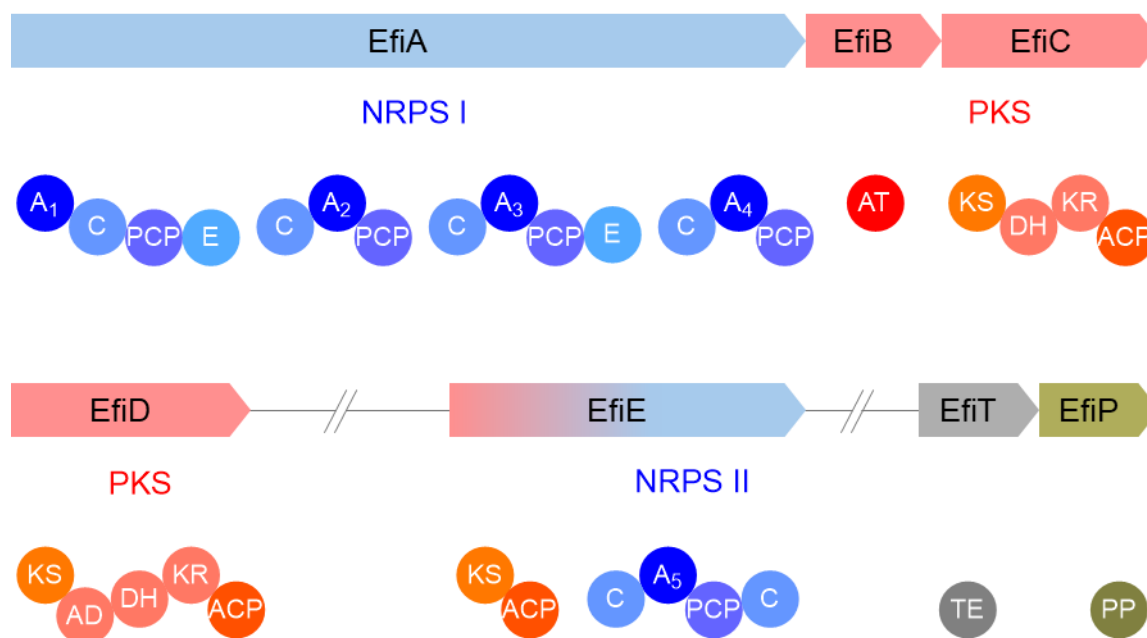 EfiA EfiB EfiC
NRPS I PKS
A₁ C PCP E C A₂ PCP C A₃ PCP E C A₄ PCP AT KS DH KR ACP
EfiD EfiE EfiT EfiP
PKS NRPS II
KS AD DH KR ACP KS ACP C A₅ PCP C TE PP